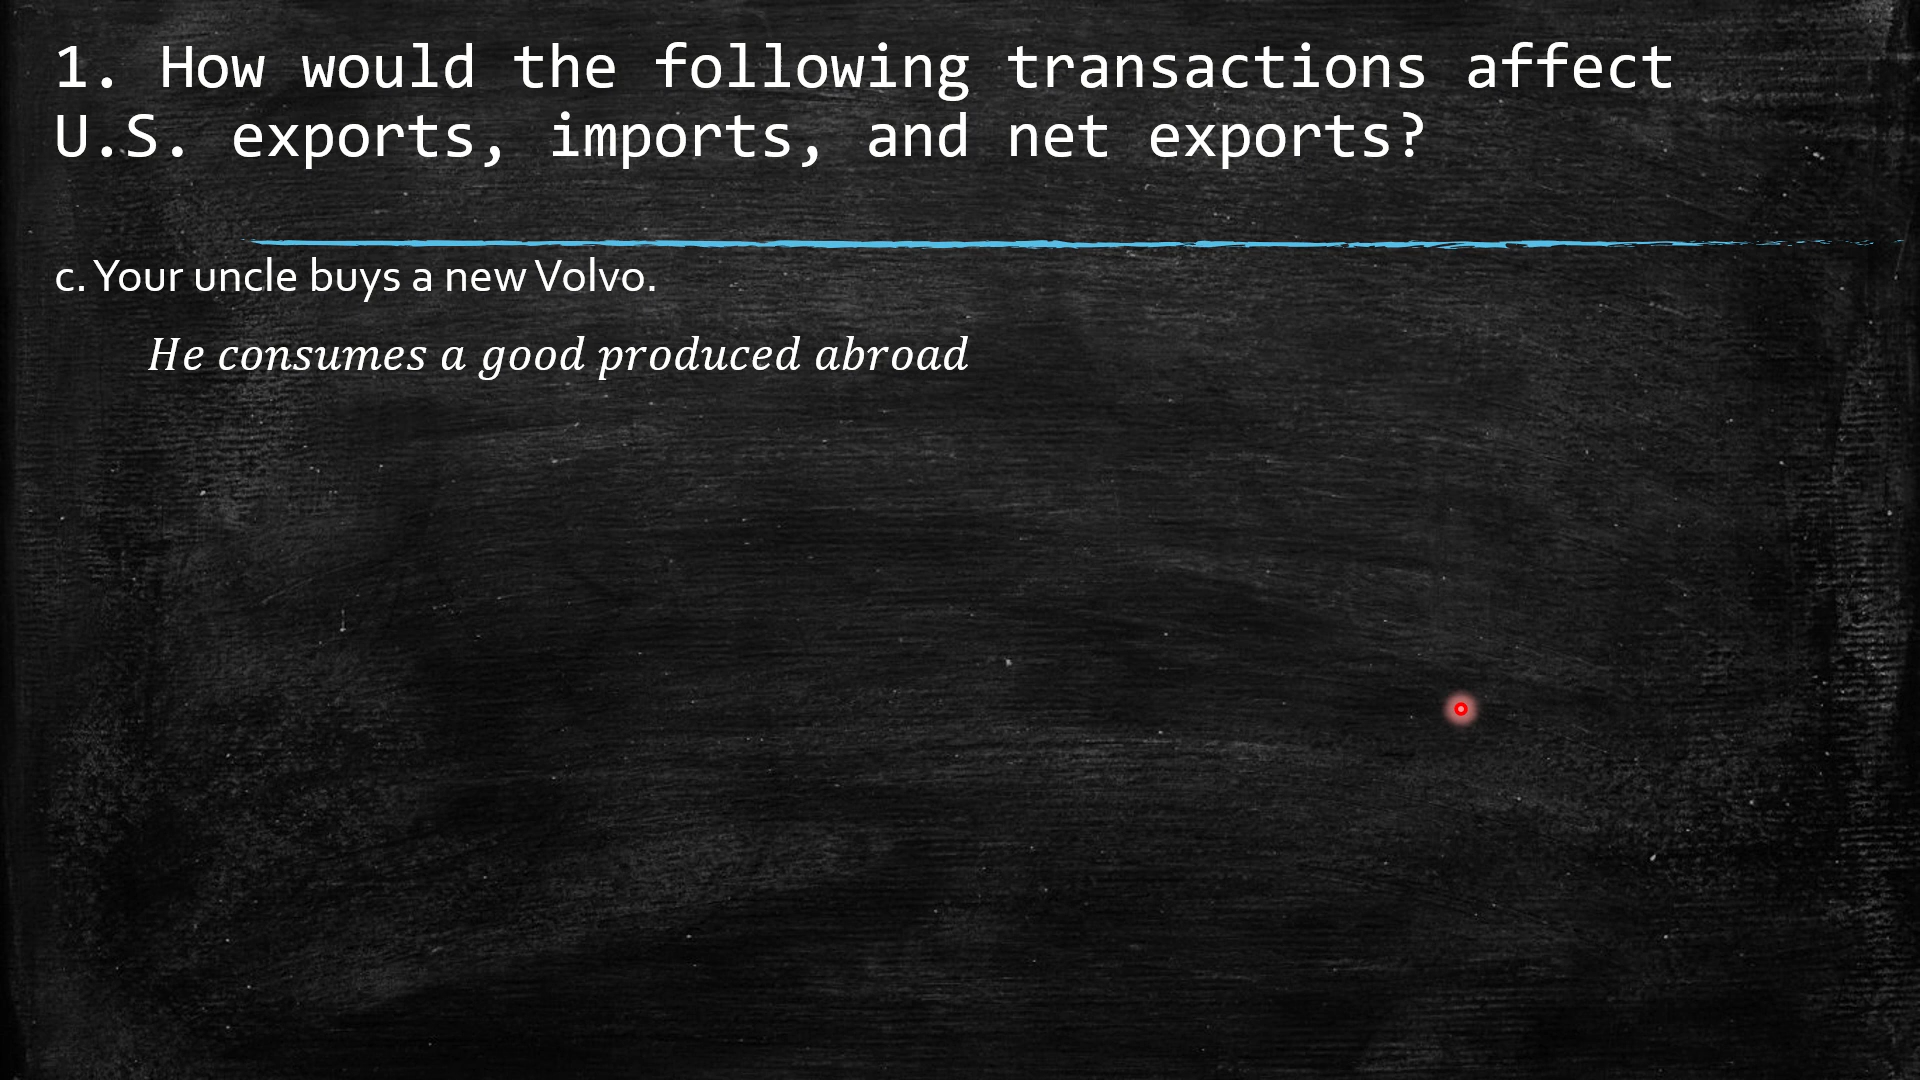 1. How would the following transactions affect
U.S. exports, imports, and net exports?
c. Your uncle buys a new Volvo.
He consumes a good produced abroad